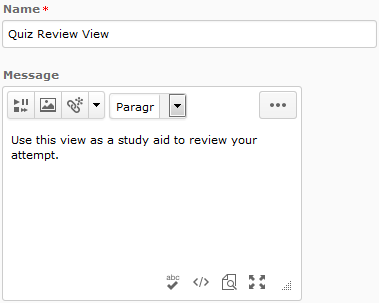 Name *
Quiz Review View
Message
Paragr
Use this view as a study aid to review your
attempt.
abc